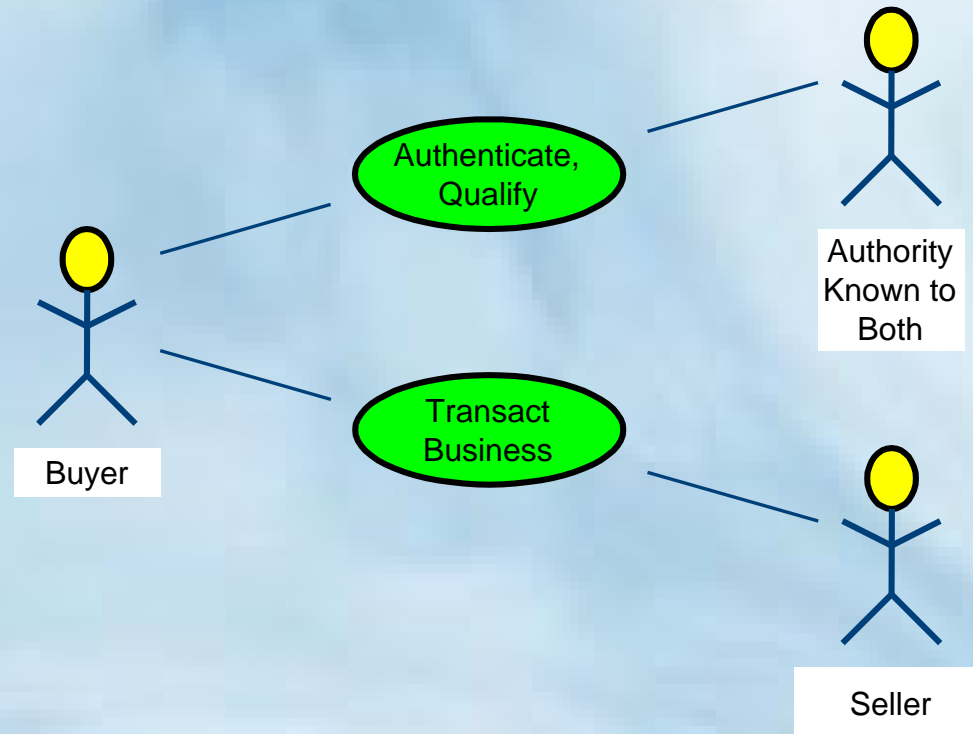 Authenticate,
Qualify
Authority
Known to
Both
Transact
Business
Buyer
Seller